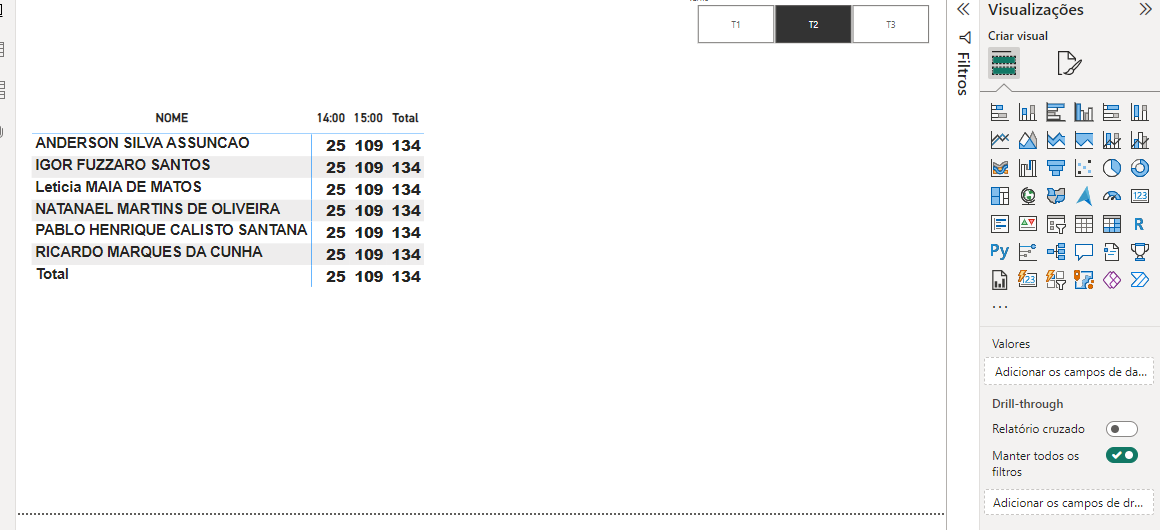 T1 T2 T3
NOME 14:00 15:00 Total
ANDERSON SILVA ASSUNCAO 25 109 134
IGOR FUZZARO SANTOS 25 109 134
Leticia MAIA DE MATOS 25 109 134
NATANAEL MARTINS DE OLIVEIRA 25 109 134
PABLO HENRIQUE CALISTO SANTANA 25 109 134
RICARDO MARQUES DA CUNHA 25 109 134
Total 25 109 134
Filtros
Visualizações
Criar visual
123
R
Py
123
...
Valores
Adicionar os campos de da...
Drill-through
Relatório cruzado
Manter todos os
filtros
Adicionar os campos de dr...